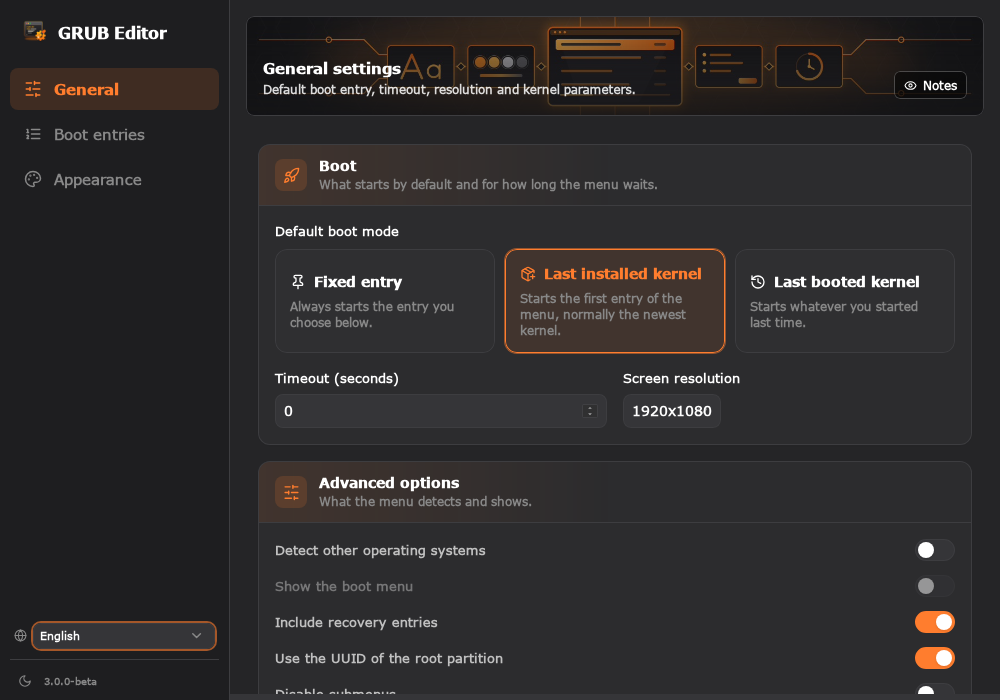 GRUB Editor
General
Boot entries
Appearance
English
3.0.0-beta
General settings
Aa
Default boot entry, timeout, resolution and kernel parameters.
Notes
Boot
What starts by default and for how long the menu waits.
Default boot mode
Fixed entry
Always starts the entry you
choose below.
Last installed kernel
Starts the first entry of the
menu, normally the newest
kernel.
Last booted kernel
Starts whatever you started
last time.
Timeout (seconds)
0
Screen resolution
1920x1080
Advanced options
What the menu detects and shows.
Detect other operating systems
Show the boot menu
Include recovery entries
Use the UUID of the root partition
Disable submenus